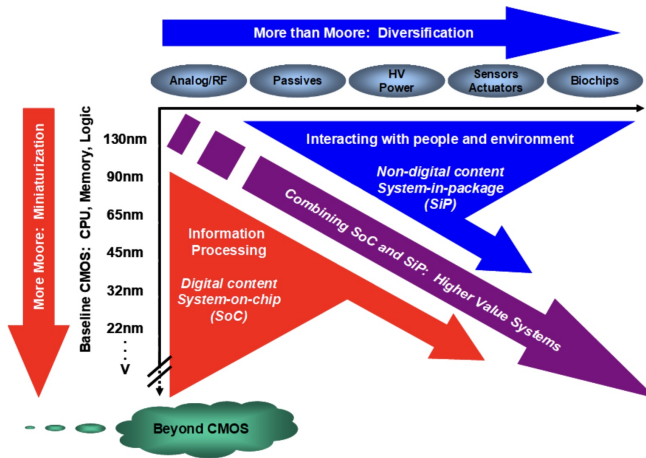 More than Moore: Diversification
Analog/RF
Passives
HV
Power
Sensors
Actuators
Biochips
More Moore: Miniaturization
Baseline CMOS: CPU, Memory, Logic
130nm
90nm
65nm
45nm
32nm
22nm
V
Interacting with people and environment
Non-digital content
System-in-package
(SiP)
Combining SoC and SiP: Higher Value Systems
Information
Processing
Digital content
System-on-chip
(SoC)
Beyond CMOS